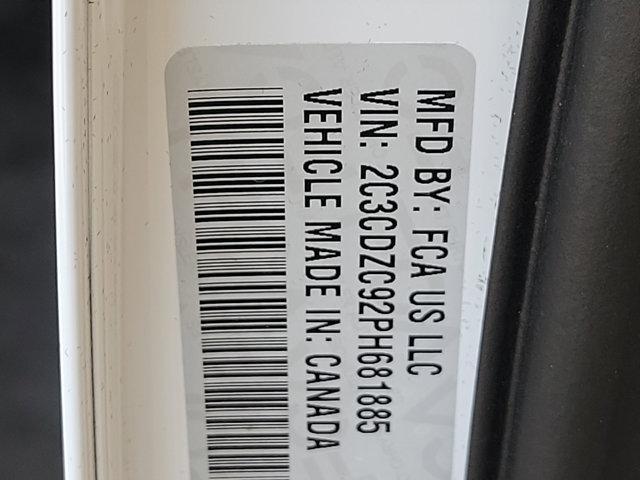 MFD BY: FCA US LLC
VIN: 2C3CDZC92PH681885
VEHICLE MADE IN: CANADA